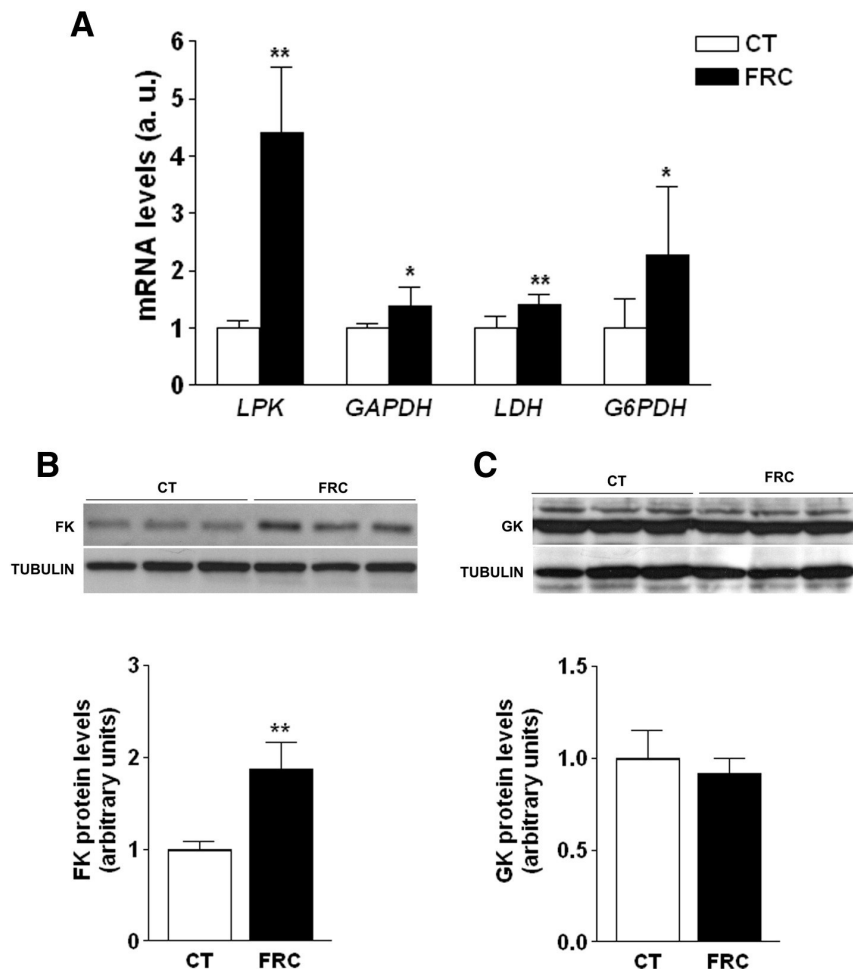 A
mRNA levels (a. u.)
6
5
4
3
2
1
0
** * ** *
CT
FRC
LPK GAPDH LDH G6PDH
B
CT FRC
FK
TUBULIN
FK protein levels
(arbitrary units)
3
2
1
0
**
CT FRC
C
CT FRC
GK
TUBULIN
GK protein levels
(arbitrary units)
1.5
1.0
0.5
0.0
CT FRC